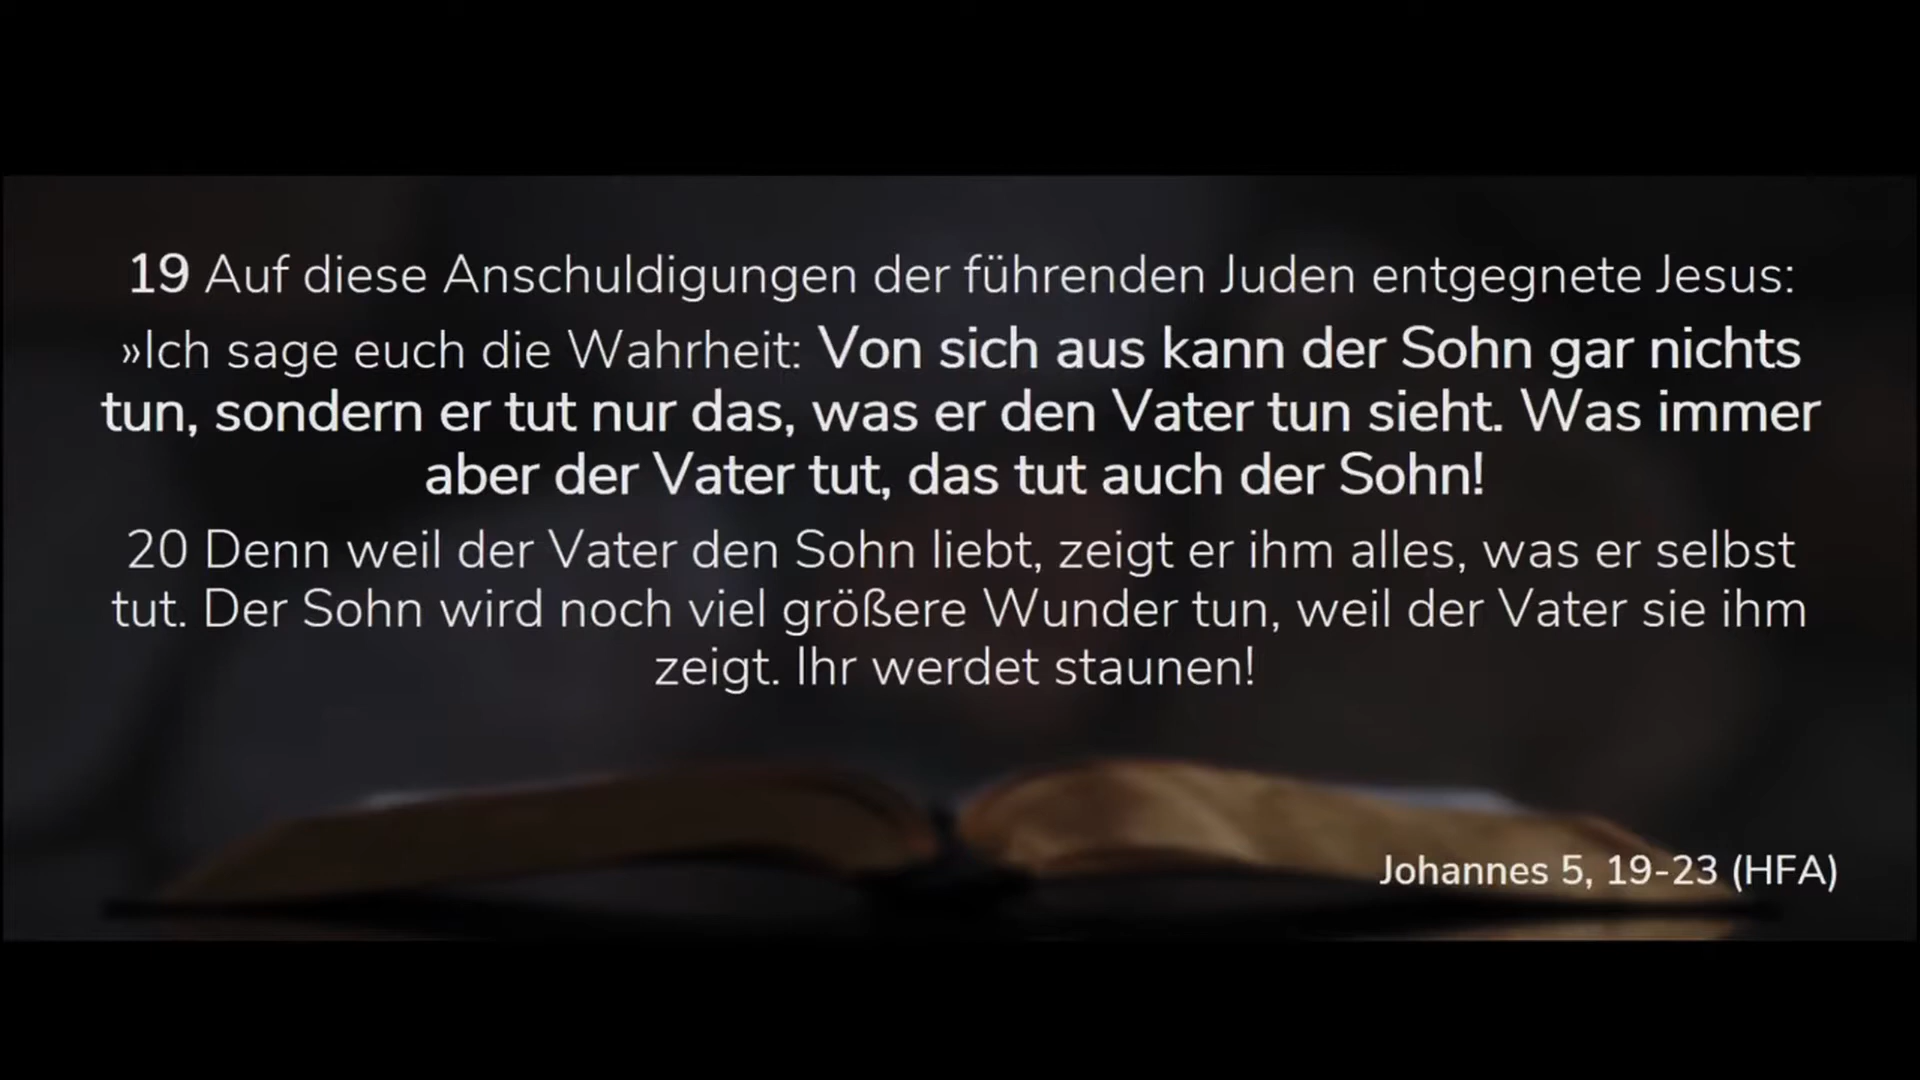 19 Auf diese Anschuldigungen der führenden Juden entgegnete Jesus:
»Ich sage euch die Wahrheit: Von sich aus kann der Sohn gar nichts
tun, sondern er tut nur das, was er den Vater tun sieht. Was immer
aber der Vater tut, das tut auch der Sohn!
20 Denn weil der Vater den Sohn liebt, zeigt er ihm alles, was er selbst
tut. Der Sohn wird noch viel größere Wunder tun, weil der Vater sie ihm
zeigt. Ihr werdet staunen!
Johannes 5, 19-23 (HFA)